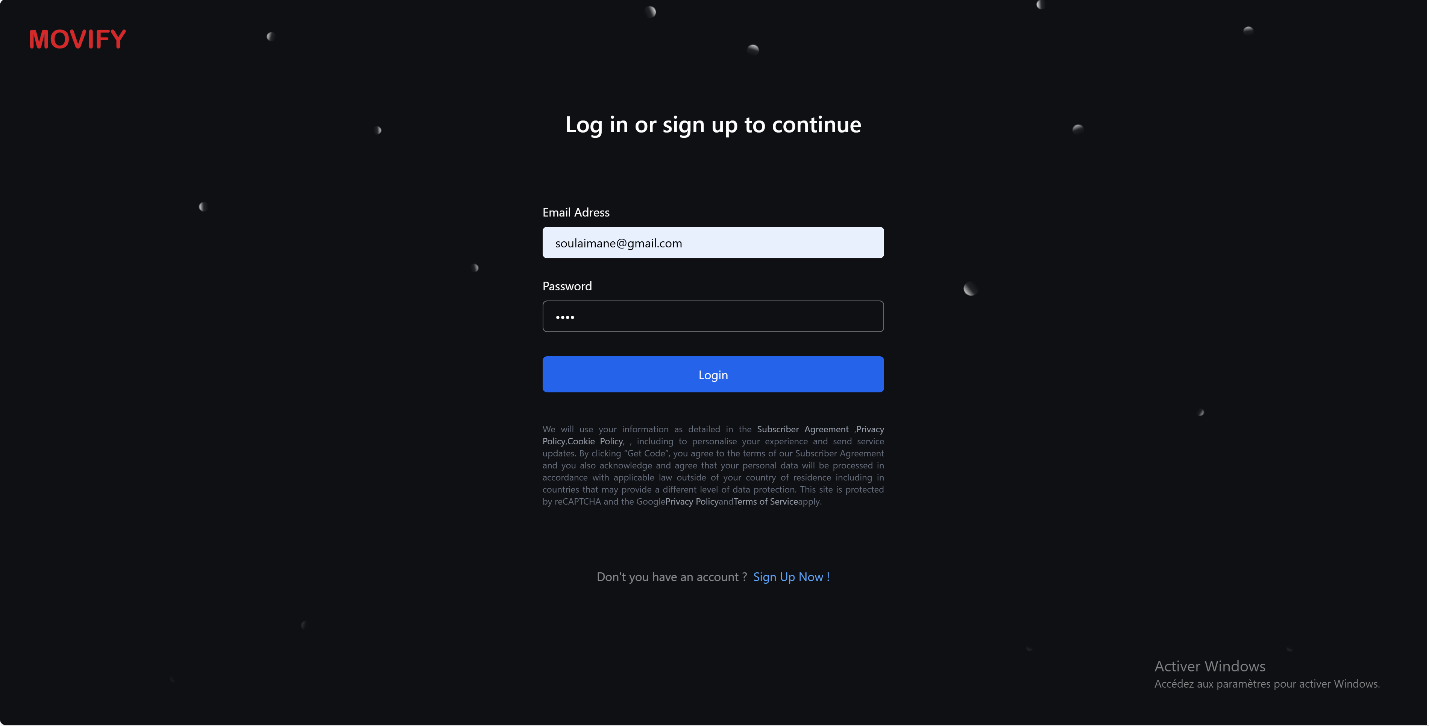 MOVIFY
Log in or sign up to continue
Email Adress
soulaimane@gmail.com
Password
••••
Login
We will use your information as detailed in the Subscriber Agreement ,Privacy
Policy,Cookie Policy, , including to personalise your experience and send service
updates. By clicking "Get Code", you agree to the terms of our Subscriber Agreement
and you also acknowledge and agree that your personal data will be processed in
accordance with applicable law outside of your country of residence including in
countries that may provide a different level of data protection. This site is protected
by reCAPTCHA and the GooglePrivacy PolicyandTerms of Serviceapply.
Don't you have an account ? Sign Up Now !
Activer Windows
Accédez aux paramètres pour activer Windows.